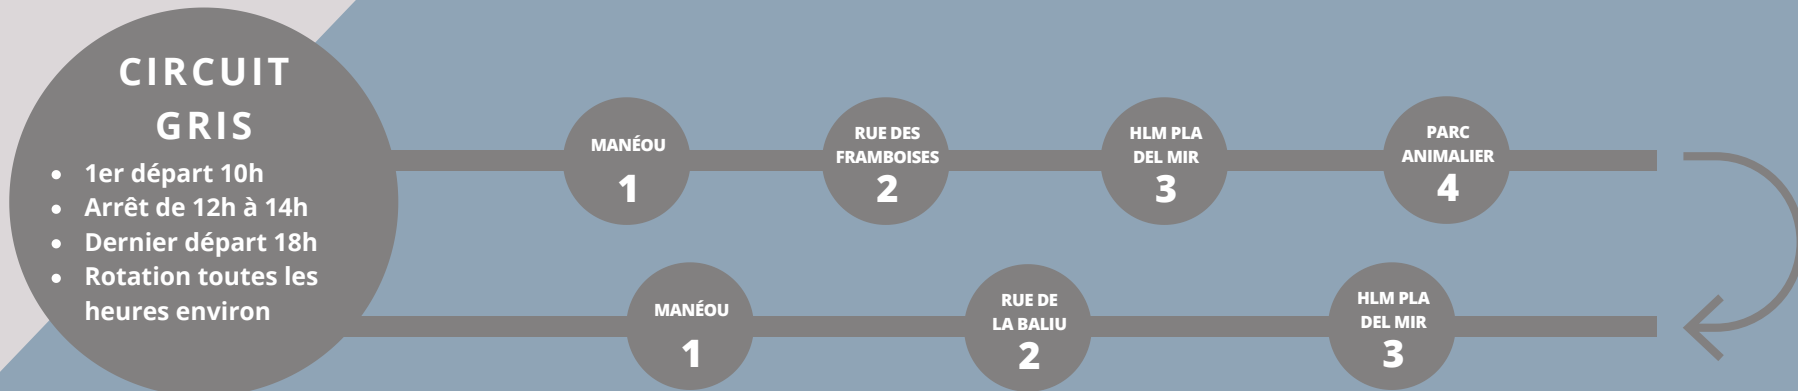 CIRCUIT
GRIS
• 1er départ 10h
• Arrêt de 12h à 14h
• Dernier départ 18h
• Rotation toutes les
heures environ
MANÉOU
1
RUE DES
FRAMBOISES
2
HLM PLA
DEL MIR
3
PARC
ANIMALIER
4
MANÉOU
1
RUE DE
LA BALIU
2
HLM PLA
DEL MIR
3